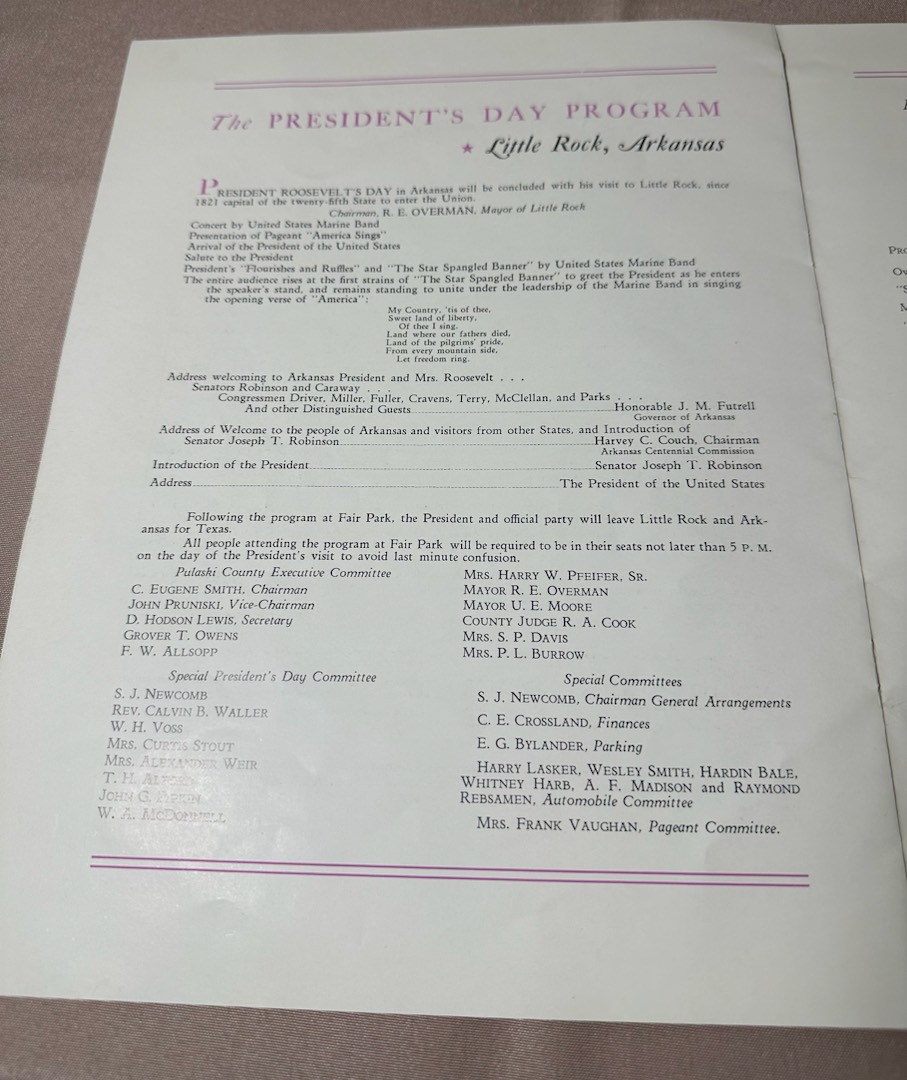 The PRESIDENT'S DAY PROGRAM
★ Little Rock, Arkansas
PRESIDENT ROOSEVELT'S DAY in Arkansas will be concluded with his visit to Little Rock, since
1821 capital of the twenty-fifth State to enter the Union.
Chairman, R. E. OVERMAN, Mayor of Little Rock
Concert by United States Marine Band
Presentation of Pageant "America Sings"
Arrival of the President of the United States
Salute to the President
President's "Flourishes and Ruffles" and "The Star Spangled Banner" by United States Marine Band
The entire audience rises at the first strains of "The Star Spangled Banner" to greet the President as he enters
the speaker's stand, and remains standing to unite under the leadership of the Marine Band in singing
the opening verse of "America":
My Country, 'tis of thee,
Sweet land of liberty,
Of thee I sing.
Land where our fathers died,
Land of the pilgrims' pride,
From every mountain side,
Let freedom ring.
Address welcoming to Arkansas President and Mrs. Roosevelt . . .
Senators Robinson and Caraway . . .
Congressmen Driver, Miller, Fuller, Cravens, Terry, McClellan, and Parks . . .
And other Distinguished Guests Honorable J. M. Futrell
Governor of Arkansas
Address of Welcome to the people of Arkansas and visitors from other States, and Introduction of
Senator Joseph T. Robinson Harvey C. Couch, Chairman
Arkansas Centennial Commission
Introduction of the President Senator Joseph T. Robinson
Address The President of the United States
Following the program at Fair Park, the President and official party will leave Little Rock and Ark-
ansas for Texas.
All people attending the program at Fair Park will be required to be in their seats not later than 5 P. M.
on the day of the President's visit to avoid last minute confusion.
Pulaski County Executive Committee
C. EUGENE SMITH, Chairman
JOHN PRUNISKI, Vice-Chairman
D. HODSON LEWIS, Secretary
GROVER T. OWENS
F. W. ALLSOPP
MRS. HARRY W. PFEIFER, SR.
MAYOR R. E. OVERMAN
MAYOR U. E. MOORE
COUNTY JUDGE R. A. COOK
MRS. S. P. DAVIS
MRS. P. L. BURROW
Special President's Day Committee
S. J. NEWCOMB
REV. CALVIN B. WALLER
W. H. VOSS
MRS. CURTIS STOUT
MRS. ALEXANDER WEIR
T. H.
JOHN G.
W. A. MCDONNELL
Special Committees
S. J. NEWCOMB, Chairman General Arrangements
C. E. CROSSLAND, Finances
E. G. BYLANDER, Parking
HARRY LASKER, WESLEY SMITH, HARDIN BALE,
WHITNEY HARB, A. F. MADISON and RAYMOND
REBSAMEN, Automobile Committee
MRS. FRANK VAUGHAN, Pageant Committee.